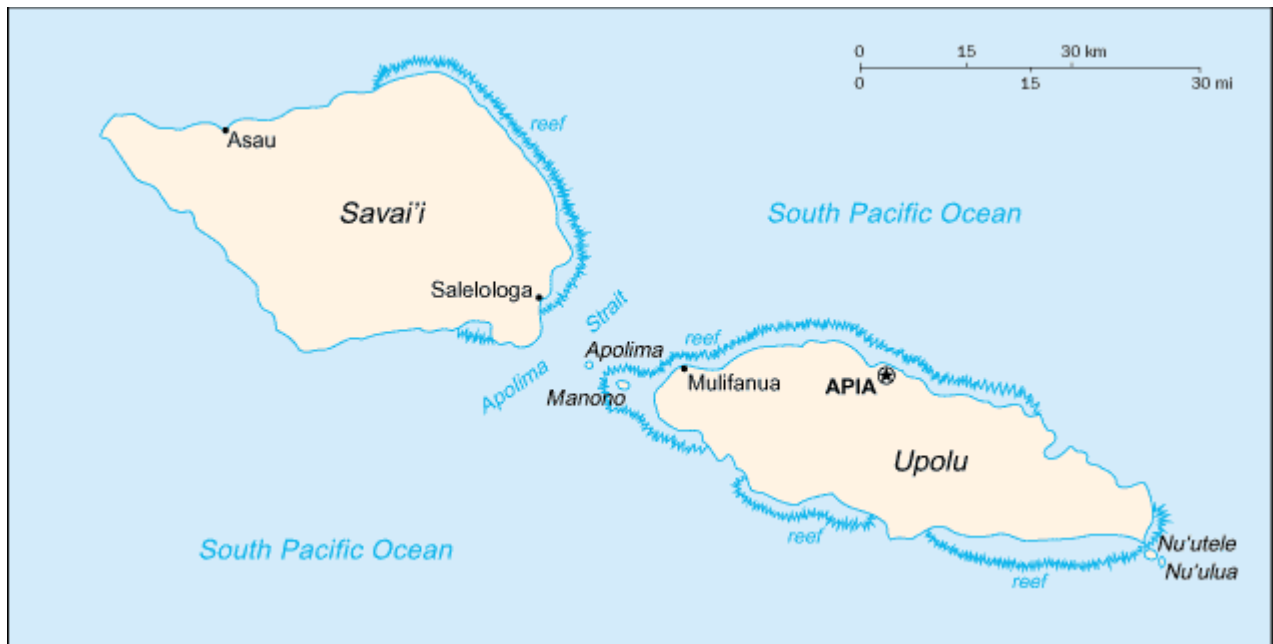 0 15 30 km
0 15 30 mi
reef
Asau
Savai'i
South Pacific Ocean
Salelologa
Strait
reef
Apolima
Apolima
Mulifanua
Manono
APIA
Upolu
South Pacific Ocean
reef
Nu'utele
Nu'ulua
reef